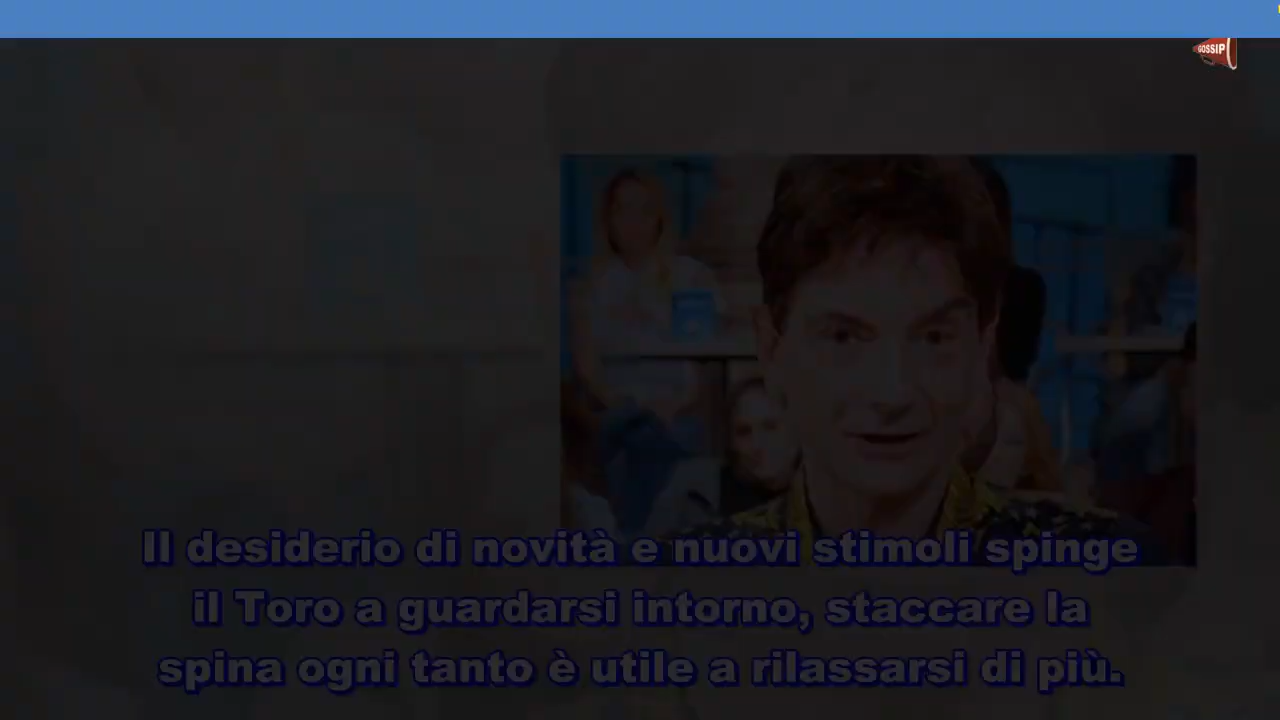 GOSSIP
Il desiderio di novità e nuovi stimoli spinge
il Toro a guardarsi intorno, staccare la
spina ogni tanto è utile a rilassarsi di più.